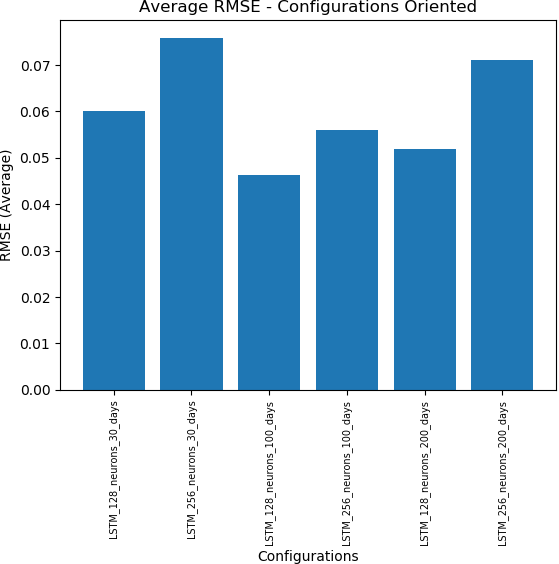 Average RMSE - Configurations Oriented
RMSE (Average)
0.07
0.06
0.05
0.04
0.03
0.02
0.01
0.00
LSTM_128_neurons_30_days
LSTM_256_neurons_30_days
LSTM_128_neurons_100_days
LSTM_256_neurons_100_days
LSTM_128_neurons_200_days
LSTM_256_neurons_200_days
Configurations